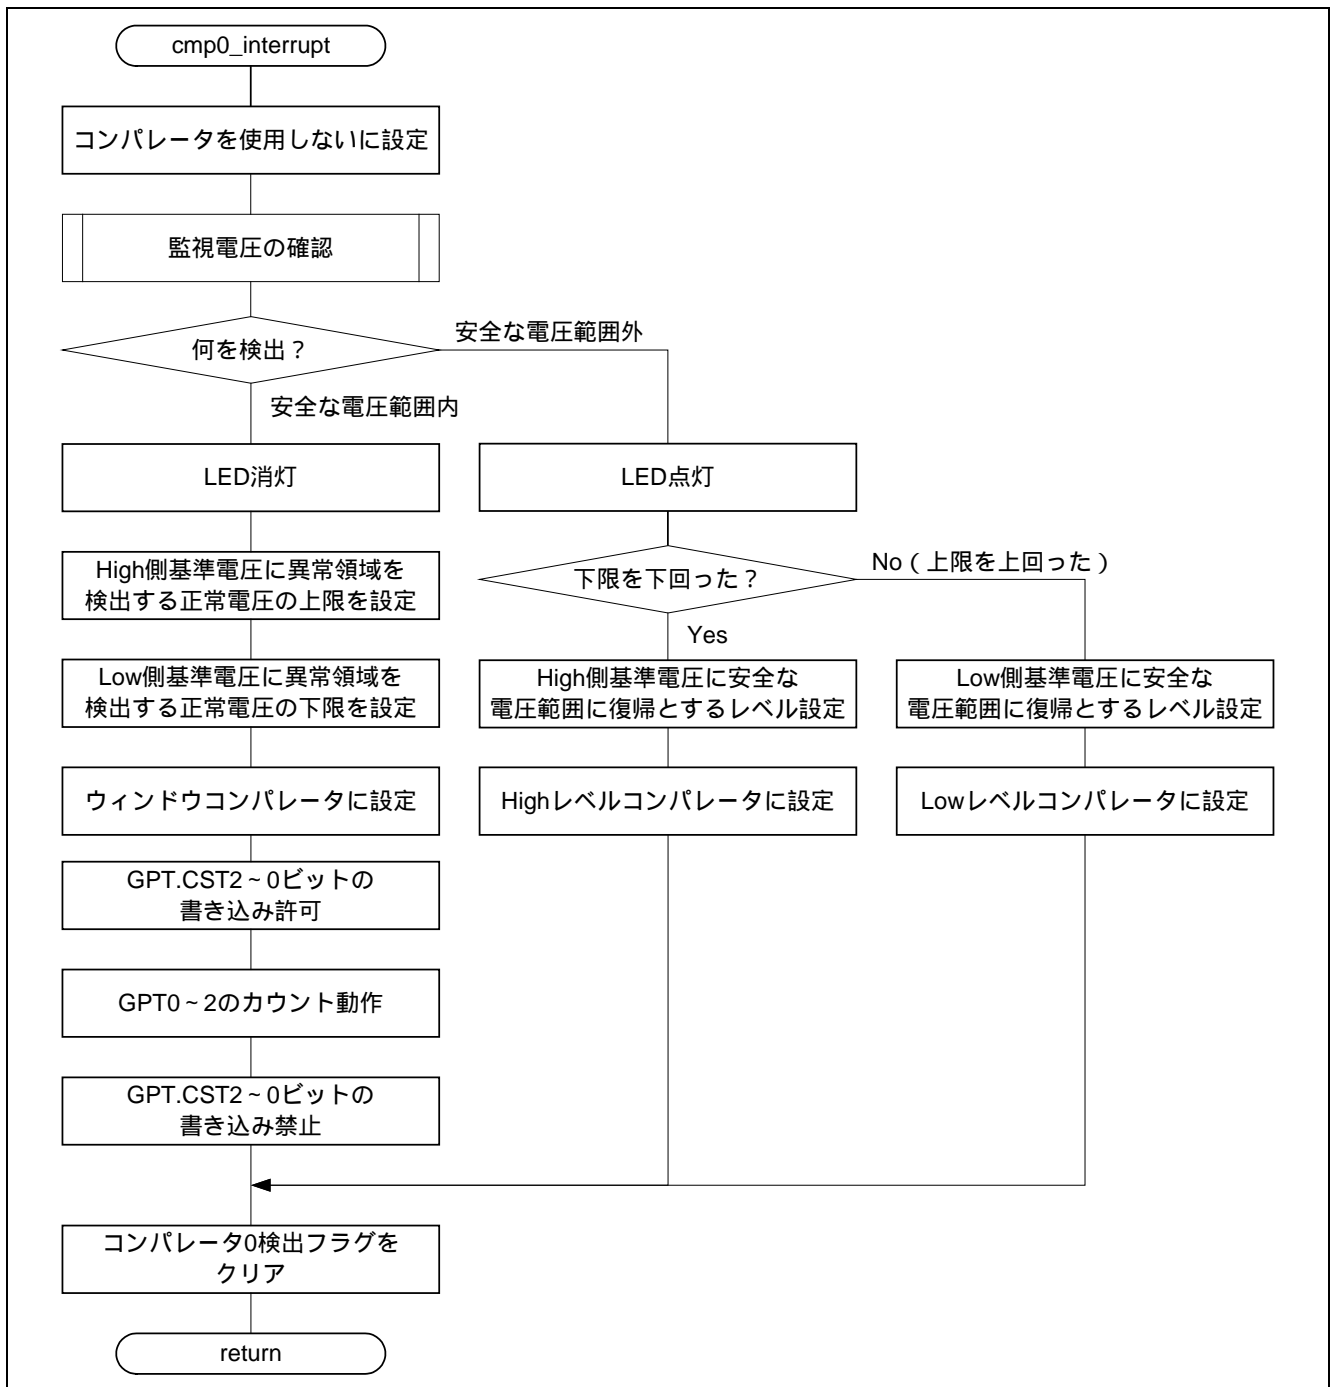 cmp0_interrupt
コンパレータを使用しないに設定
監視電圧の確認
何を検出？
安全な電圧範囲外
安全な電圧範囲内
LED消灯
LED点灯
High側基準電圧に異常領域を
検出する正常電圧の上限を設定
下限を下回った？
No（上限を上回った）
Yes
Low側基準電圧に異常領域を
検出する正常電圧の下限を設定
High側基準電圧に安全な
電圧範囲に復帰とするレベル設定
Low側基準電圧に安全な
電圧範囲に復帰とするレベル設定
ウィンドウコンパレータに設定
Highレベルコンパレータに設定
Lowレベルコンパレータに設定
GPT.CST2～0ビットの
書き込み許可
GPT0～2のカウント動作
GPT.CST2～0ビットの
書き込み禁止
コンパレータ0検出フラグを
クリア
return